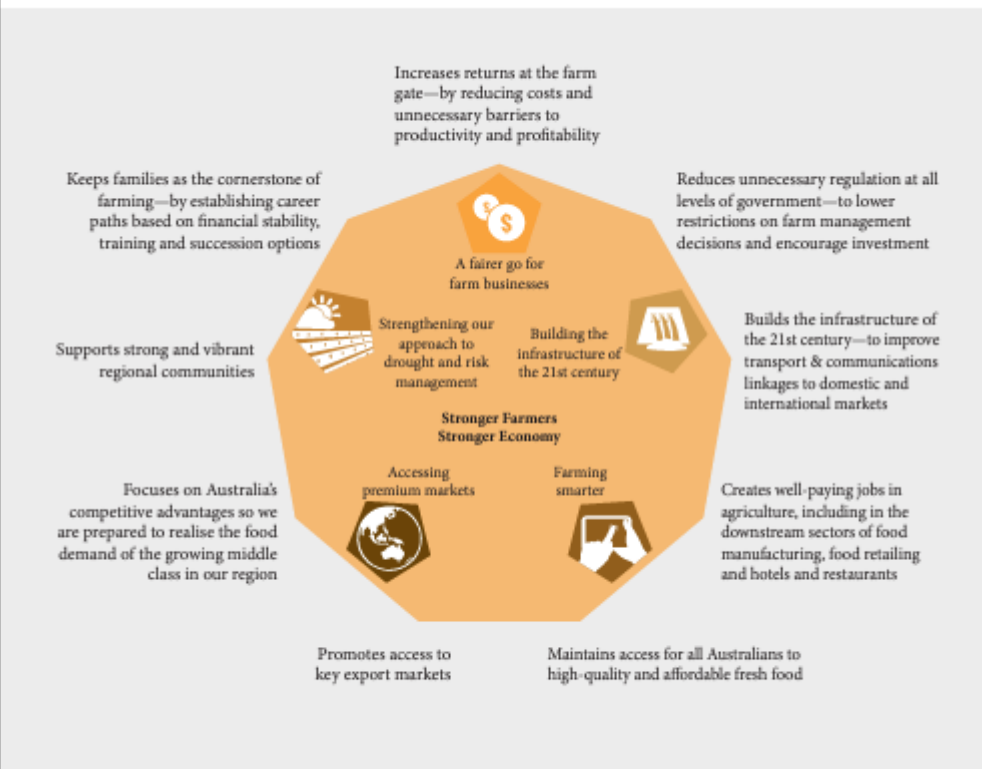 Increases returns at the farm
gate—by reducing costs and
unnecessary barriers to
productivity and profitability
Keeps families as the cornerstone of
farming—by establishing career
paths based on financial stability,
training and succession options
Reduces unnecessary regulation at all
levels of government—to lower
restrictions on farm management
decisions and encourage investment
$
$
A fairer go for
farm businesses
Strengthening our
approach to
drought and risk
management
Building the
infrastructure of
the 21st century
Supports strong and vibrant
regional communities
Builds the infrastructure of
the 21st century—to improve
transport & communications
linkages to domestic and
international markets
Stronger Farmers
Stronger Economy
Accessing
premium markets
Farming
smarter
Focuses on Australia's
competitive advantages so we
are prepared to realise the food
demand of the growing middle
class in our region
Creates well-paying jobs in
agriculture, including in the
downstream sectors of food
manufacturing, food retailing
and hotels and restaurants
Promotes access to
key export markets
Maintains access for all Australians to
high-quality and affordable fresh food